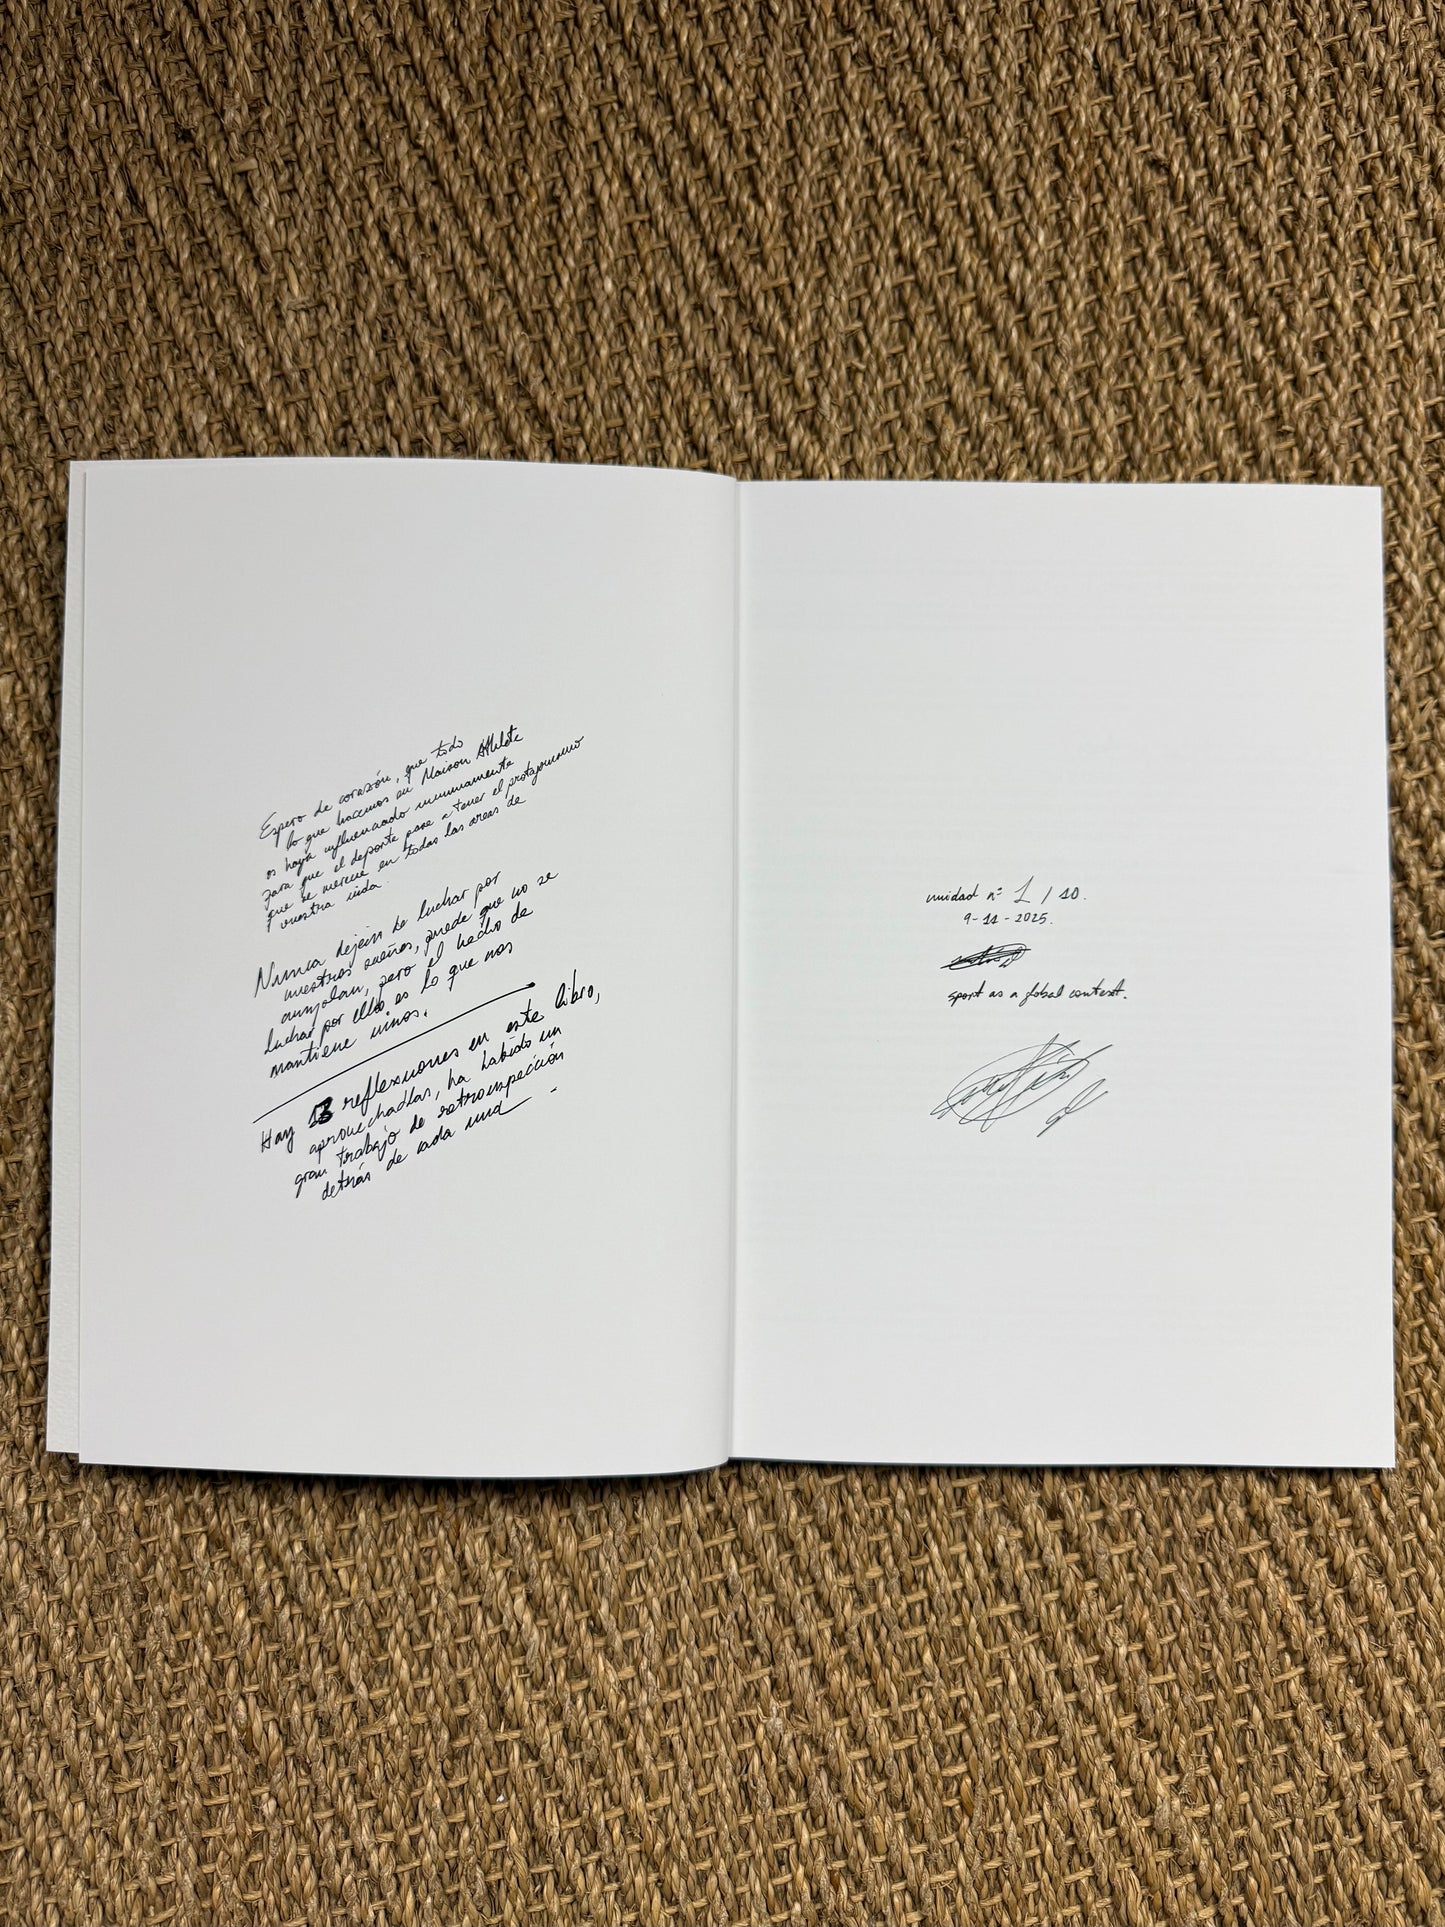 Espero de corazón, que todo
lo que hacemos en Maison Athlete
os haya influenciado mínimamente
para que el deporte pase a tener el protagonismo
que se merece en todas las areas de
vuestra vida
Nunca dejeis de luchar por
vuestros sueños, puede que no se
cumplan, pero el hecho de
luchar por ellos es lo que nos
mantiene vivos.
Hay 13 reflexiones en este libro,
aprovechadlas, ha habido un
gran trabajo de retrospección
detrás de cada una
unidad nº 1 / 10.
9-11-2025.
sport as a global context.